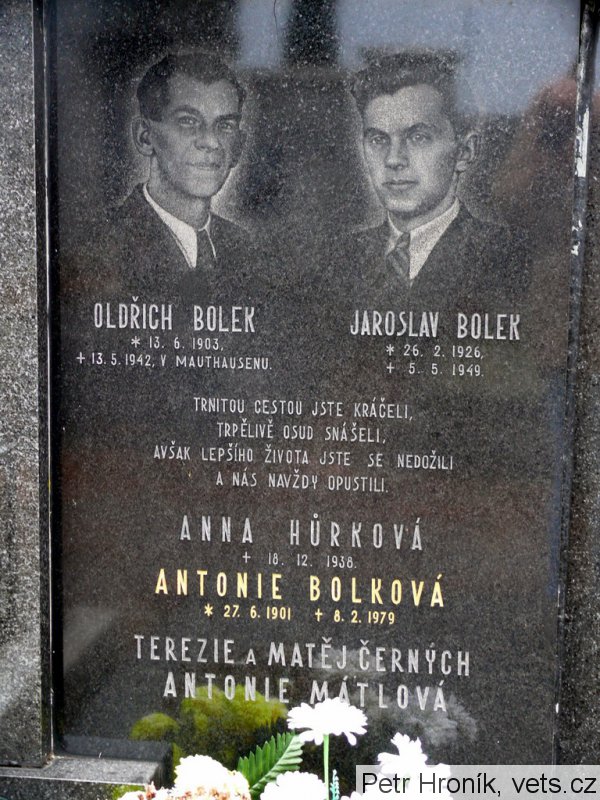 OLDŘICH BOLEK
* 13. 6. 1903,
+ 13. 5. 1942, V MAUTHAUSENU.
JAROSLAV BOLEK
* 26. 2. 1926,
+ 5. 5. 1949.
TRNITOU CESTOU JSTE KRÁČELI,
TRPĚLIVĚ OSUD SNÁŠELI,
AVŠAK LEPŠÍHO ŽIVOTA JSTE SE NEDOŽILI
A NÁS NAVŽDY OPUSTILI.
ANNA HŮRKOVÁ
+ 18. 12. 1938.
ANTONIE BOLKOVÁ
* 27. 6. 1901 + 8. 2. 1979
TEREZIE A MATĚJ ČERNÝCH
ANTONIE MÁTLOVÁ
Petr Hroník, vets.cz